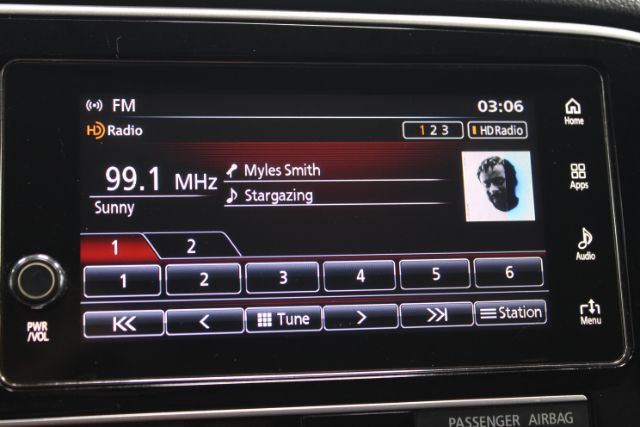 FM 03:06
HD Radio 1 2 3 HD Radio
Home
Myles Smith
99.1 MHz
Stargazing
Sunny
Apps
1 2
Audio
1 2 3 4 5 6
Tune Station
Menu
PWR
/VOL
PASSENGER AIRBAG